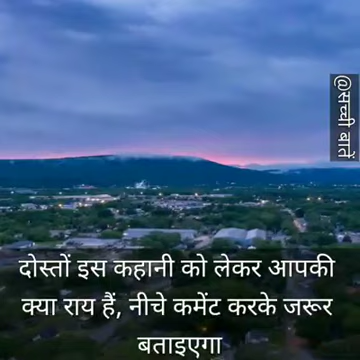 @सच्ची बातें
दोस्तों इस कहानी को लेकर आपकी
क्या राय हैं, नीचे कमेंट करके जरूर
बताइएगा